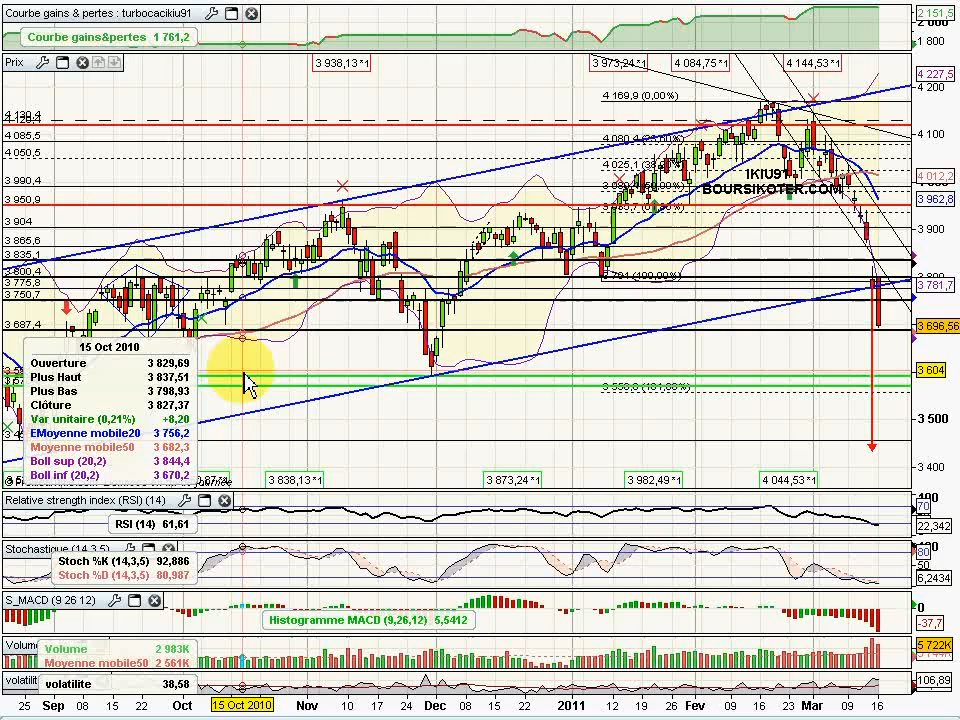 Courbe gains & pertes : turbocacikiu91
Courbe gains&pertes 1 761,2
2 151,5
2 000
1 800
Prix
3 938,13*1
3 973,24*1
4 084,75*1
4 144,53*1
4 227,5
4 200
4 169,9 (0,00%)
4 130,4
4 085,5
4 050,5
3 990,4
3 950,9
3 904
3 865,6
3 835,1
3 800,4
3 775,8
3 750,7
3 687,4
4 100
4 012,2
3 962,8
3 900
3 800
3 781,7
3 696,56
3 604
3 500
3 400
IKIU91
BOURSIKOTER.COM
3 558,8 (161,88%)
15 Oct 2010
Ouverture 3 829,69
Plus Haut 3 837,51
Plus Bas 3 798,93
Clôture 3 827,37
Var unitaire (0,21%) +8,20
EMoyenne mobile20 3 756,2
Moyenne mobile50 3 682,3
Boll sup (20,2) 3 844,4
Boll inf (20,2) 3 670,2
3 838,13*1
3 873,24*1
3 982,49*1
4 044,53*1
Relative strength index (RSI) (14)
RSI (14) 61,61
100
70
22,342
Stochastique (14,3,5)
Stoch %K (14,3,5) 92,886
Stoch %D (14,3,5) 80,987
100
80
50
6,2434
S_MACD (9 26 12)
Histogramme MACD (9,26,12) 5,5412
0
-37,7
Volume
Volume 2 983K
Moyenne mobile50 2 561K
5 722K
volatilit
volatilite 38,58
106,89
25 Sep 08 22 Oct 15 Oct 2010 Nov 10 17 24 Dec 08 15 22 2011 12 19 26 Fev 09 16 23 Mar 09 16